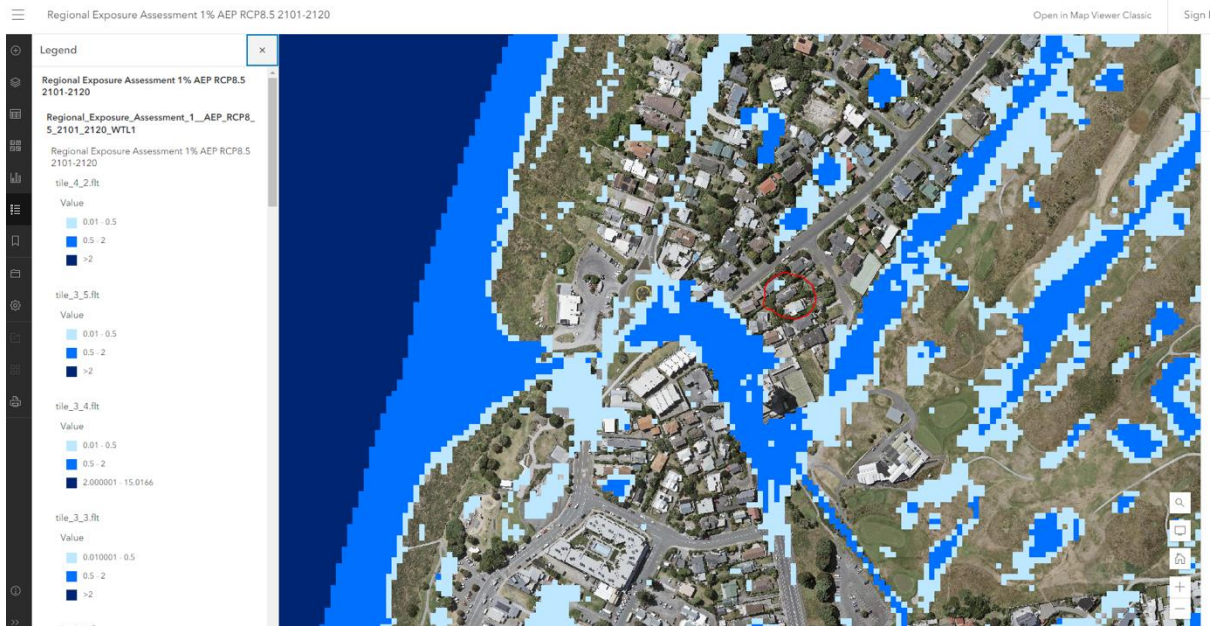 Regional Exposure Assessment 1% AEP RCP8.5 2101-2120
Open in Map Viewer Classic
Sign
Legend
Regional Exposure Assessment 1% AEP RCP8.5
2101-2120
Regional_Exposure_Assessment_1__AEP_RCP8_
5_2101_2120_WTL1
Regional Exposure Assessment 1% AEP RCP8.5
2101-2120
tile_4_2.flt
Value
0.01 - 0.5
0.5 - 2
>2
tile_3_5.flt
Value
0.01 - 0.5
0.5 - 2
>2
tile_3_4.flt
Value
0.01 - 0.5
0.5 - 2
2.000001 - 15.0166
tile_3_3.flt
Value
0.010001 - 0.5
0.5 - 2
>2